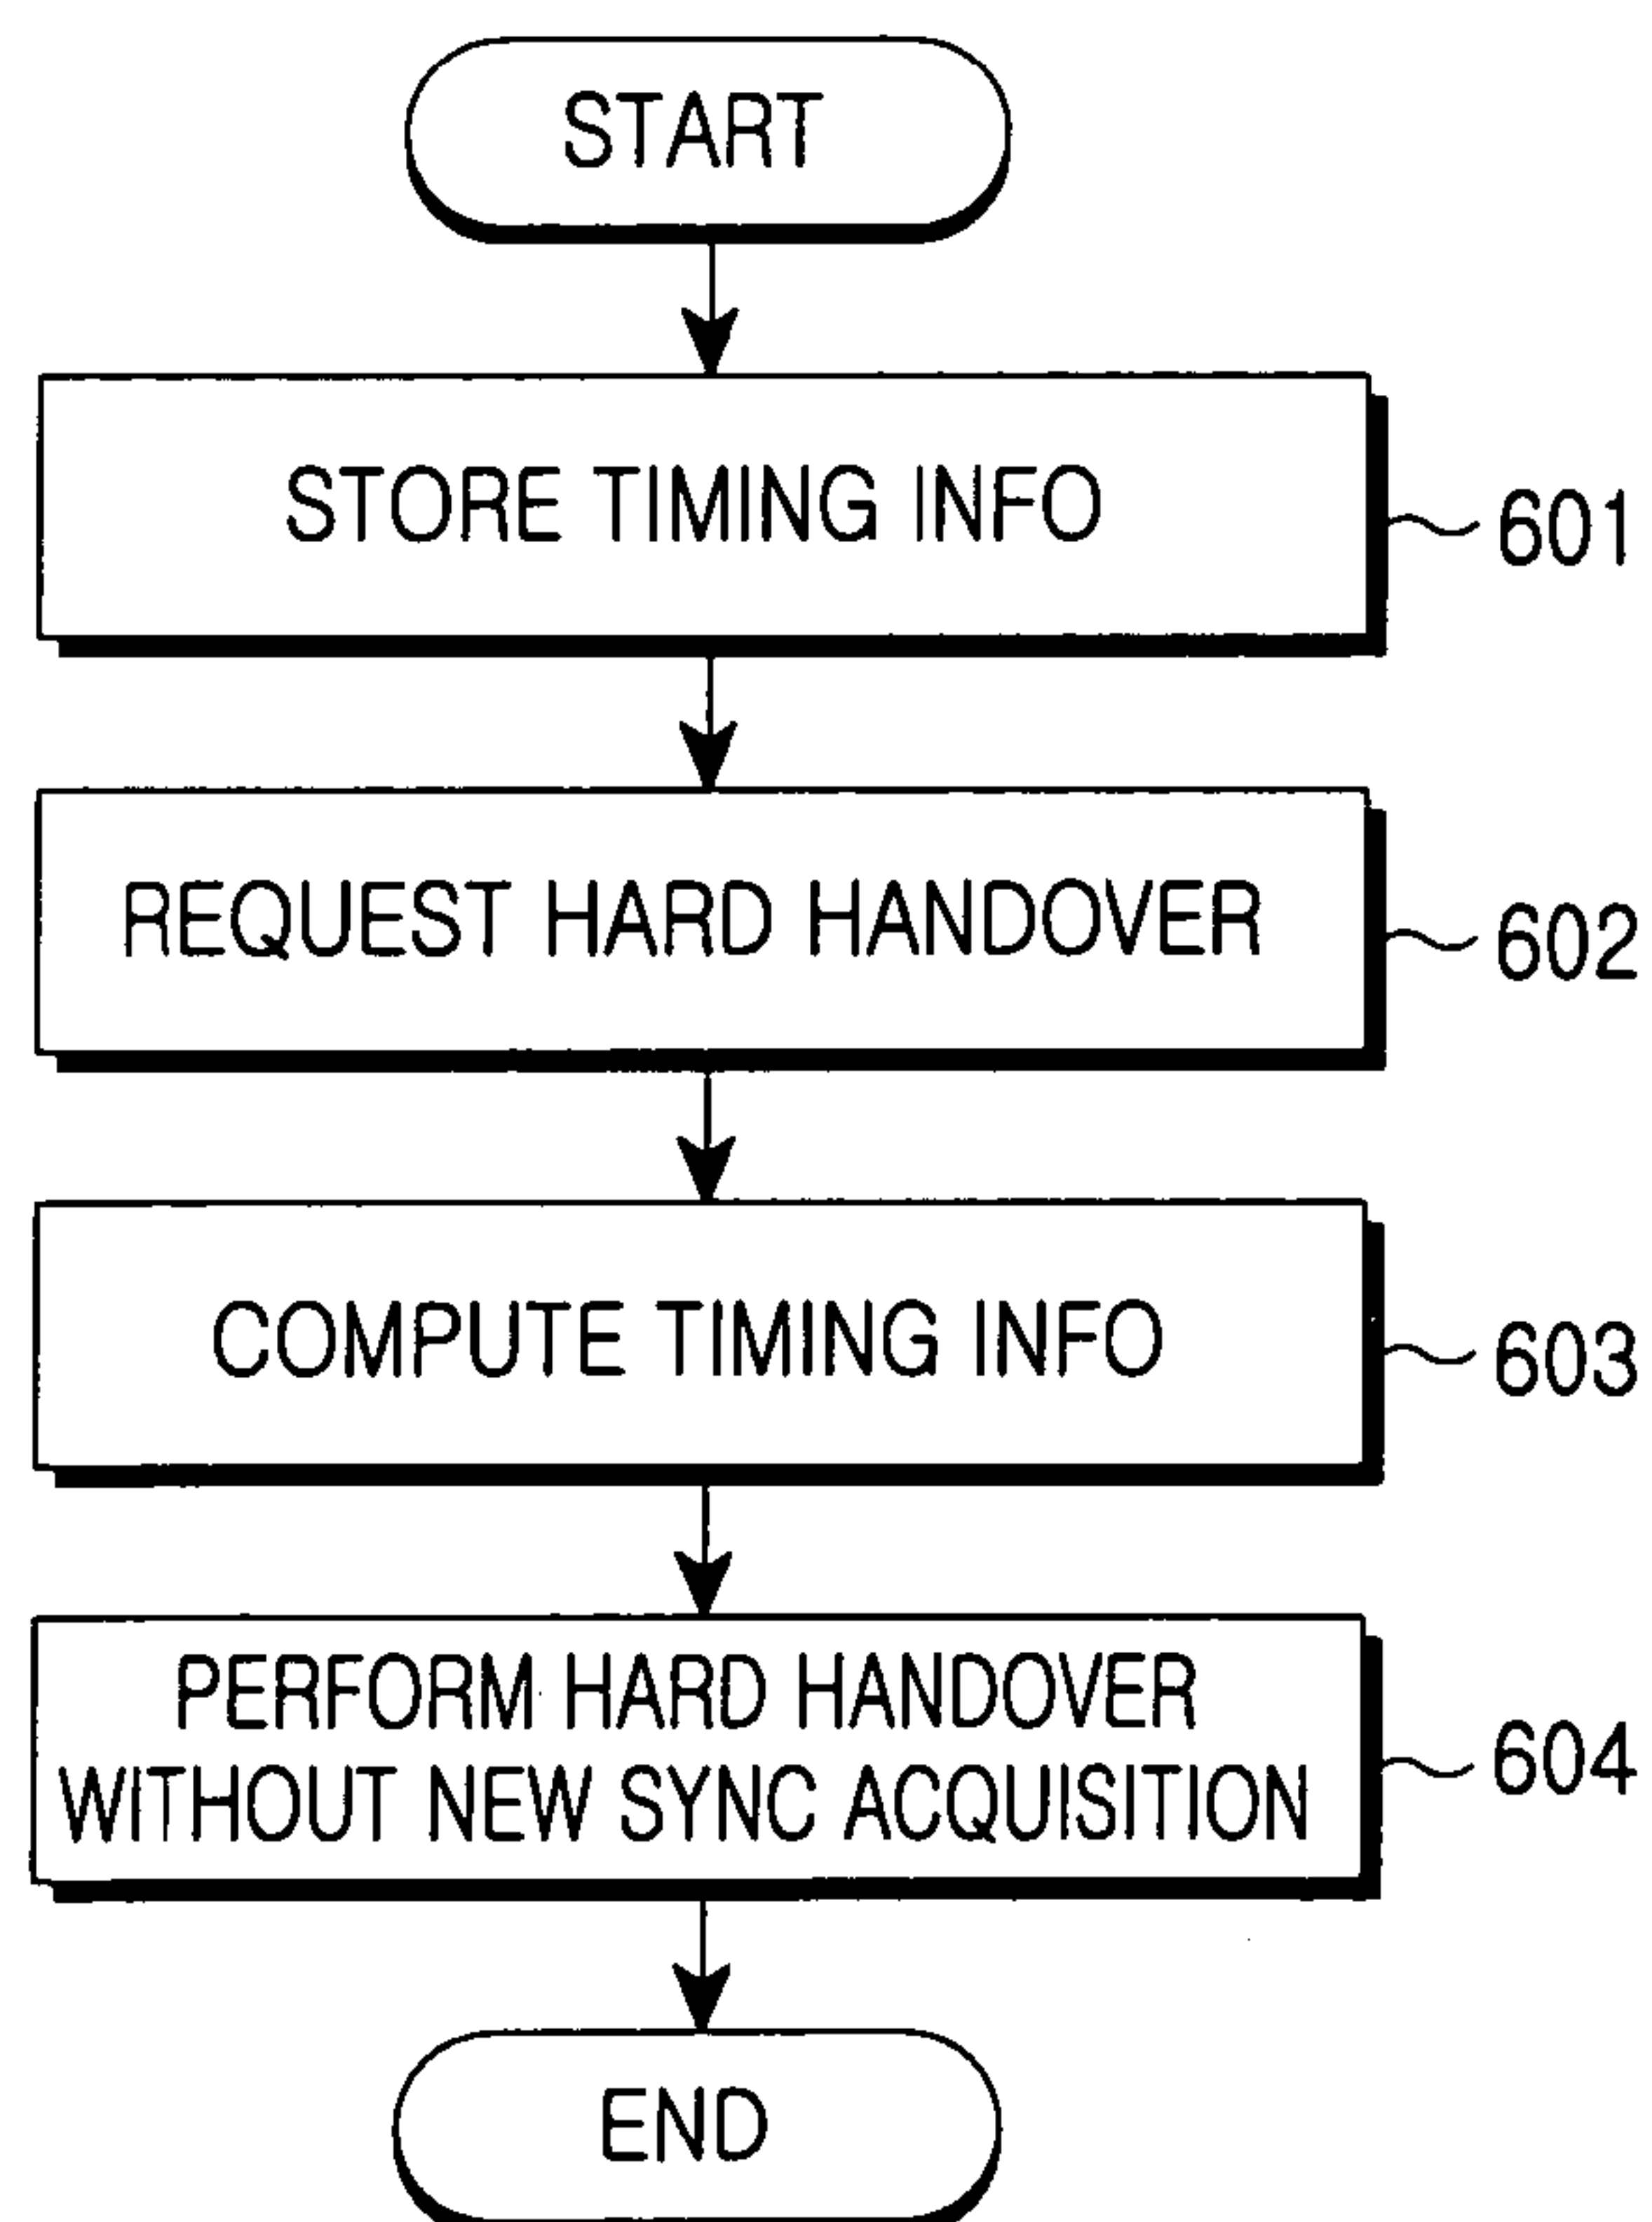 START
STORE TIMING INFO
601
REQUEST HARD HANDOVER
602
COMPUTE TIMING INFO
603
PERFORM HARD HANDOVER
WITHOUT NEW SYNC ACQUISITION
604
END